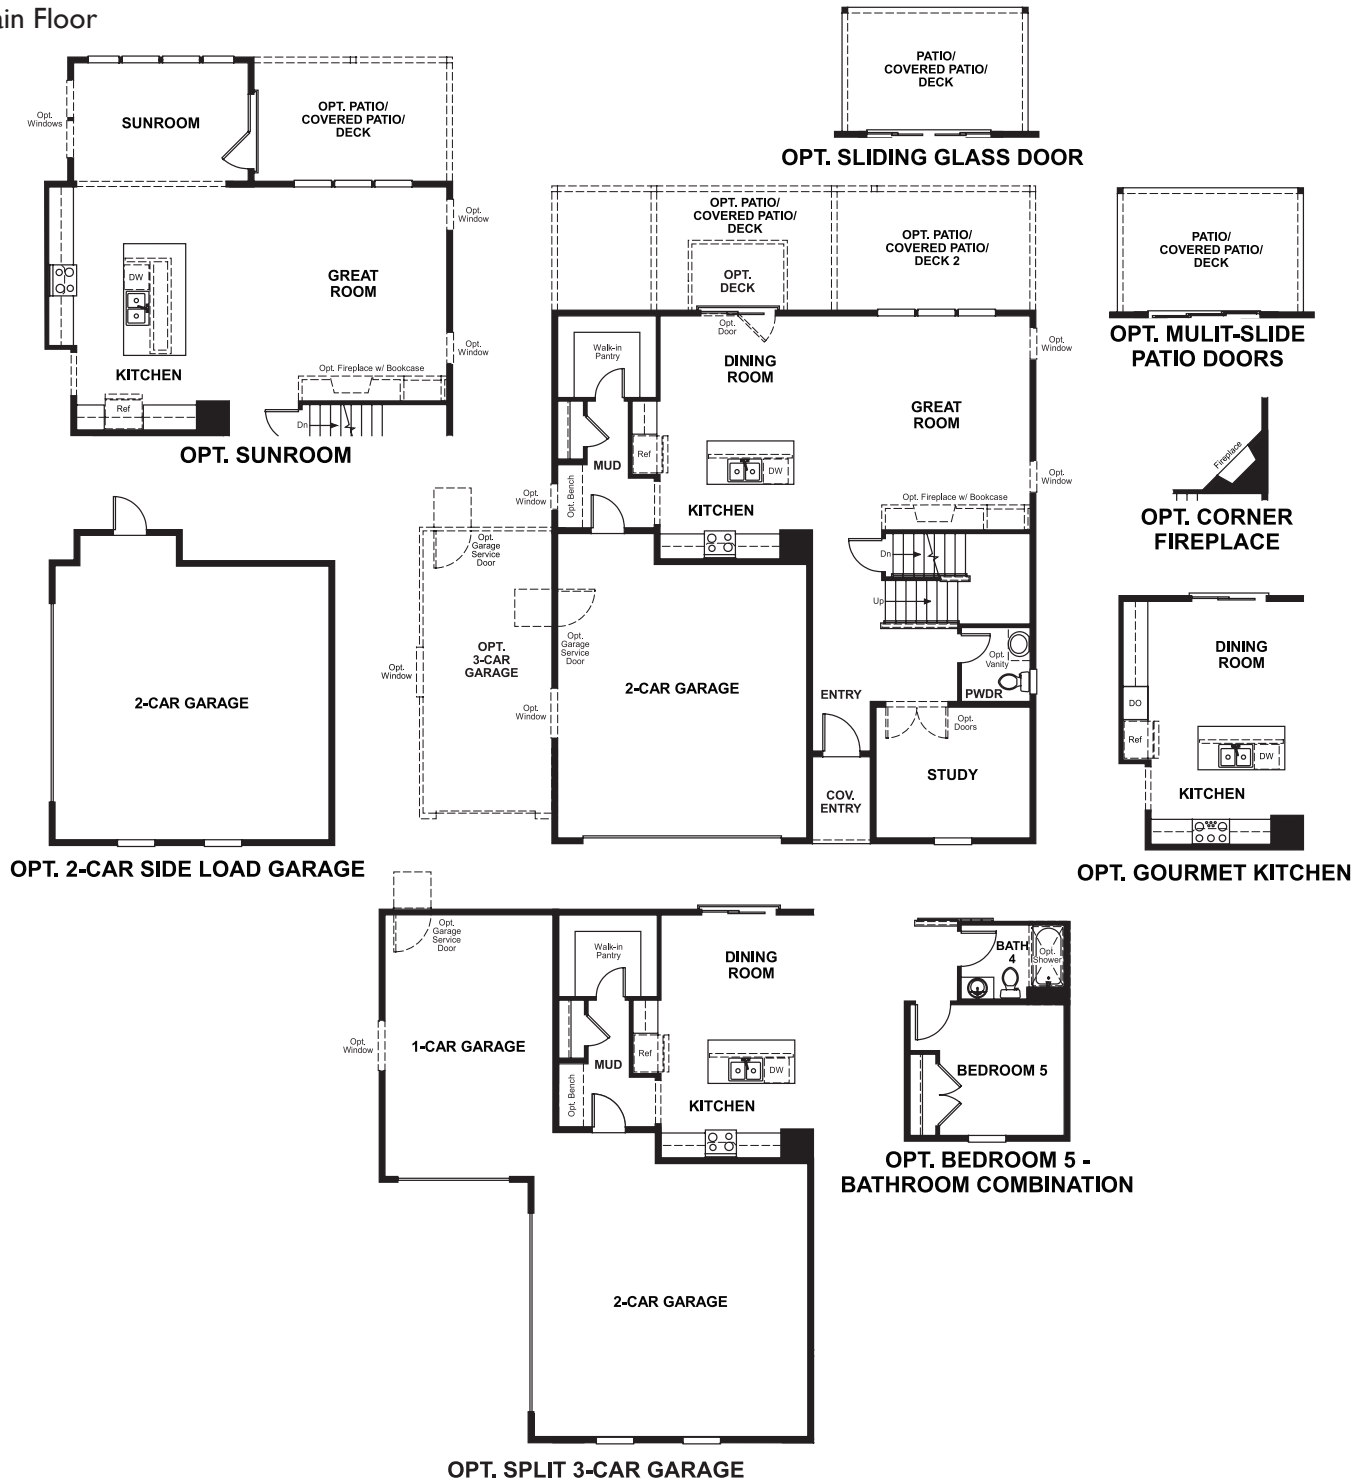 ain Floor
PATIO/
COVERED PATIO/
DECK
OPT. SLIDING GLASS DOOR
Opt.
Windows
SUNROOM
OPT. PATIO/
COVERED PATIO/
DECK
Opt.
Window
DW
GREAT
ROOM
Opt.
Window
KITCHEN
Opt. Fireplace w/ Bookcase
Ref
Dn
OPT. SUNROOM
OPT. PATIO/
COVERED PATIO/
DECK
OPT. PATIO/
COVERED PATIO/
DECK 2
OPT.
DECK
Opt.
Door
Walk-in
Pantry
DINING
ROOM
Opt.
Window
GREAT
ROOM
Ref
MUD
DW
Opt.
Window
Opt.
Window
Opt. Bench
KITCHEN
Opt. Fireplace w/ Bookcase
Opt.
Garage
Service
Door
Dn
Up
Opt.
Garage
Service
Door
OPT.
3-CAR
GARAGE
Opt.
Window
Opt.
Window
2-CAR GARAGE
ENTRY
Opt.
Vanity
PWDR
Opt.
Doors
STUDY
COV.
ENTRY
PATIO/
COVERED PATIO/
DECK
OPT. MULIT-SLIDE
PATIO DOORS
Fireplace
OPT. CORNER
FIREPLACE
DINING
ROOM
DO
Ref
DW
KITCHEN
OPT. GOURMET KITCHEN
2-CAR GARAGE
OPT. 2-CAR SIDE LOAD GARAGE
Opt.
Garage
Service
Door
Walk-in
Pantry
DINING
ROOM
Opt.
Window
1-CAR GARAGE
Ref
MUD
DW
Opt. Bench
KITCHEN
2-CAR GARAGE
OPT. SPLIT 3-CAR GARAGE
BATH
4
Opt.
Shower
BEDROOM 5
OPT. BEDROOM 5 -
BATHROOM COMBINATION